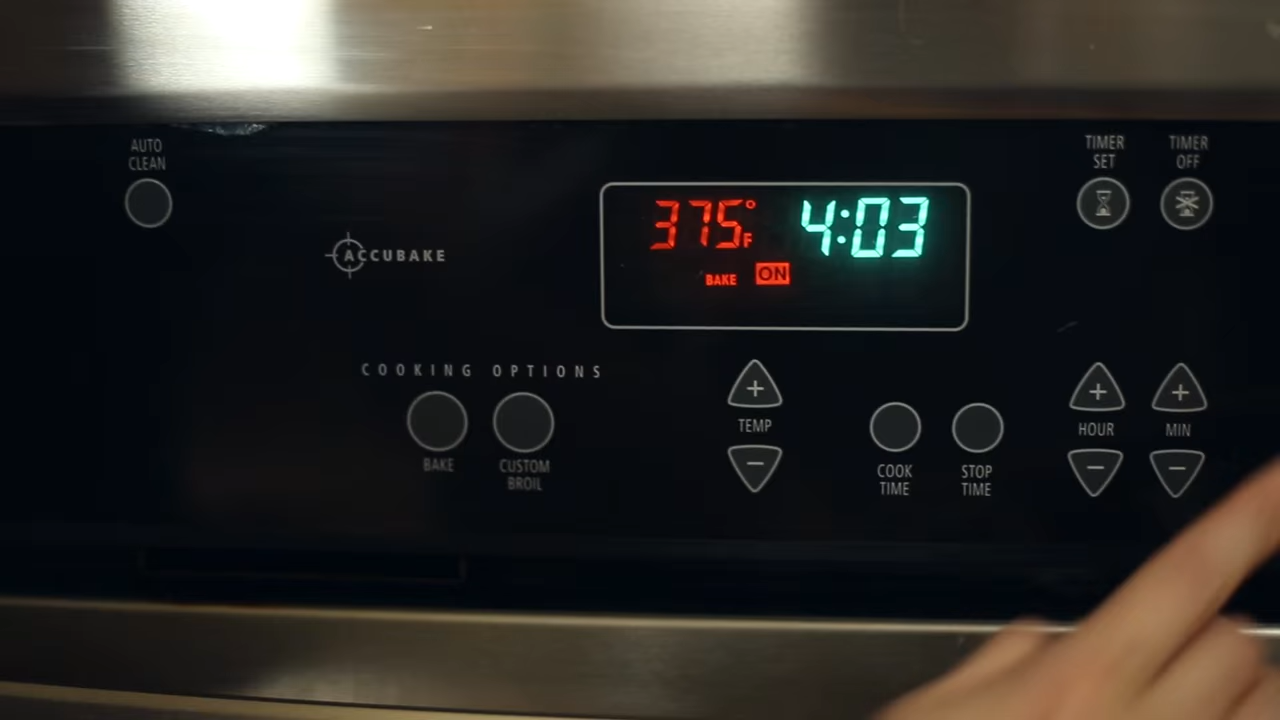 AUTO
CLEAN
TIMER
SET
TIMER
OFF
375°F
4:03
ACCUBAKE
BAKE ON
COOKING OPTIONS
BAKE
CUSTOM
BROIL
+
TEMP
−
COOK
TIME
STOP
TIME
+
HOUR
−
+
MIN
−